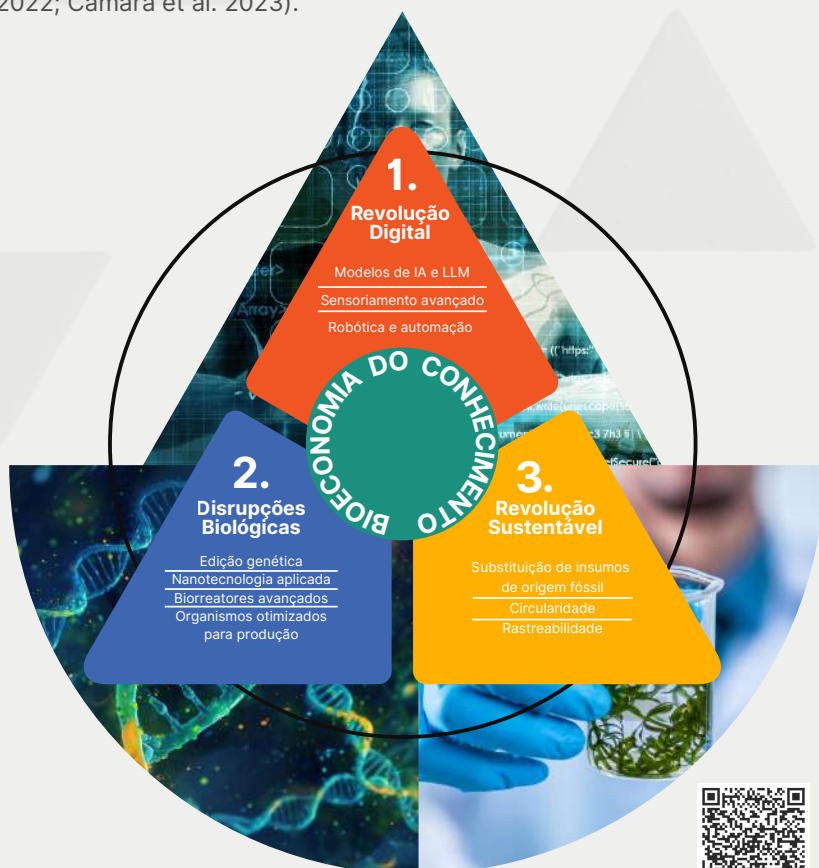 2022; Câmara et al. 2023).
1.
Revolução
Digital
Modelos de IA e LLM
Sensoriamento avançado
Robótica e automação
BIOECONOMIA DO CONHECIMENTO
2.
Disrupções
Biológicas
Edição genética
Nanotecnologia aplicada
Biorreatores avançados
Organismos otimizados
para produção
3.
Revolução
Sustentável
Substituição de insumos
de origem fóssil
Circularidade
Rastreabilidade